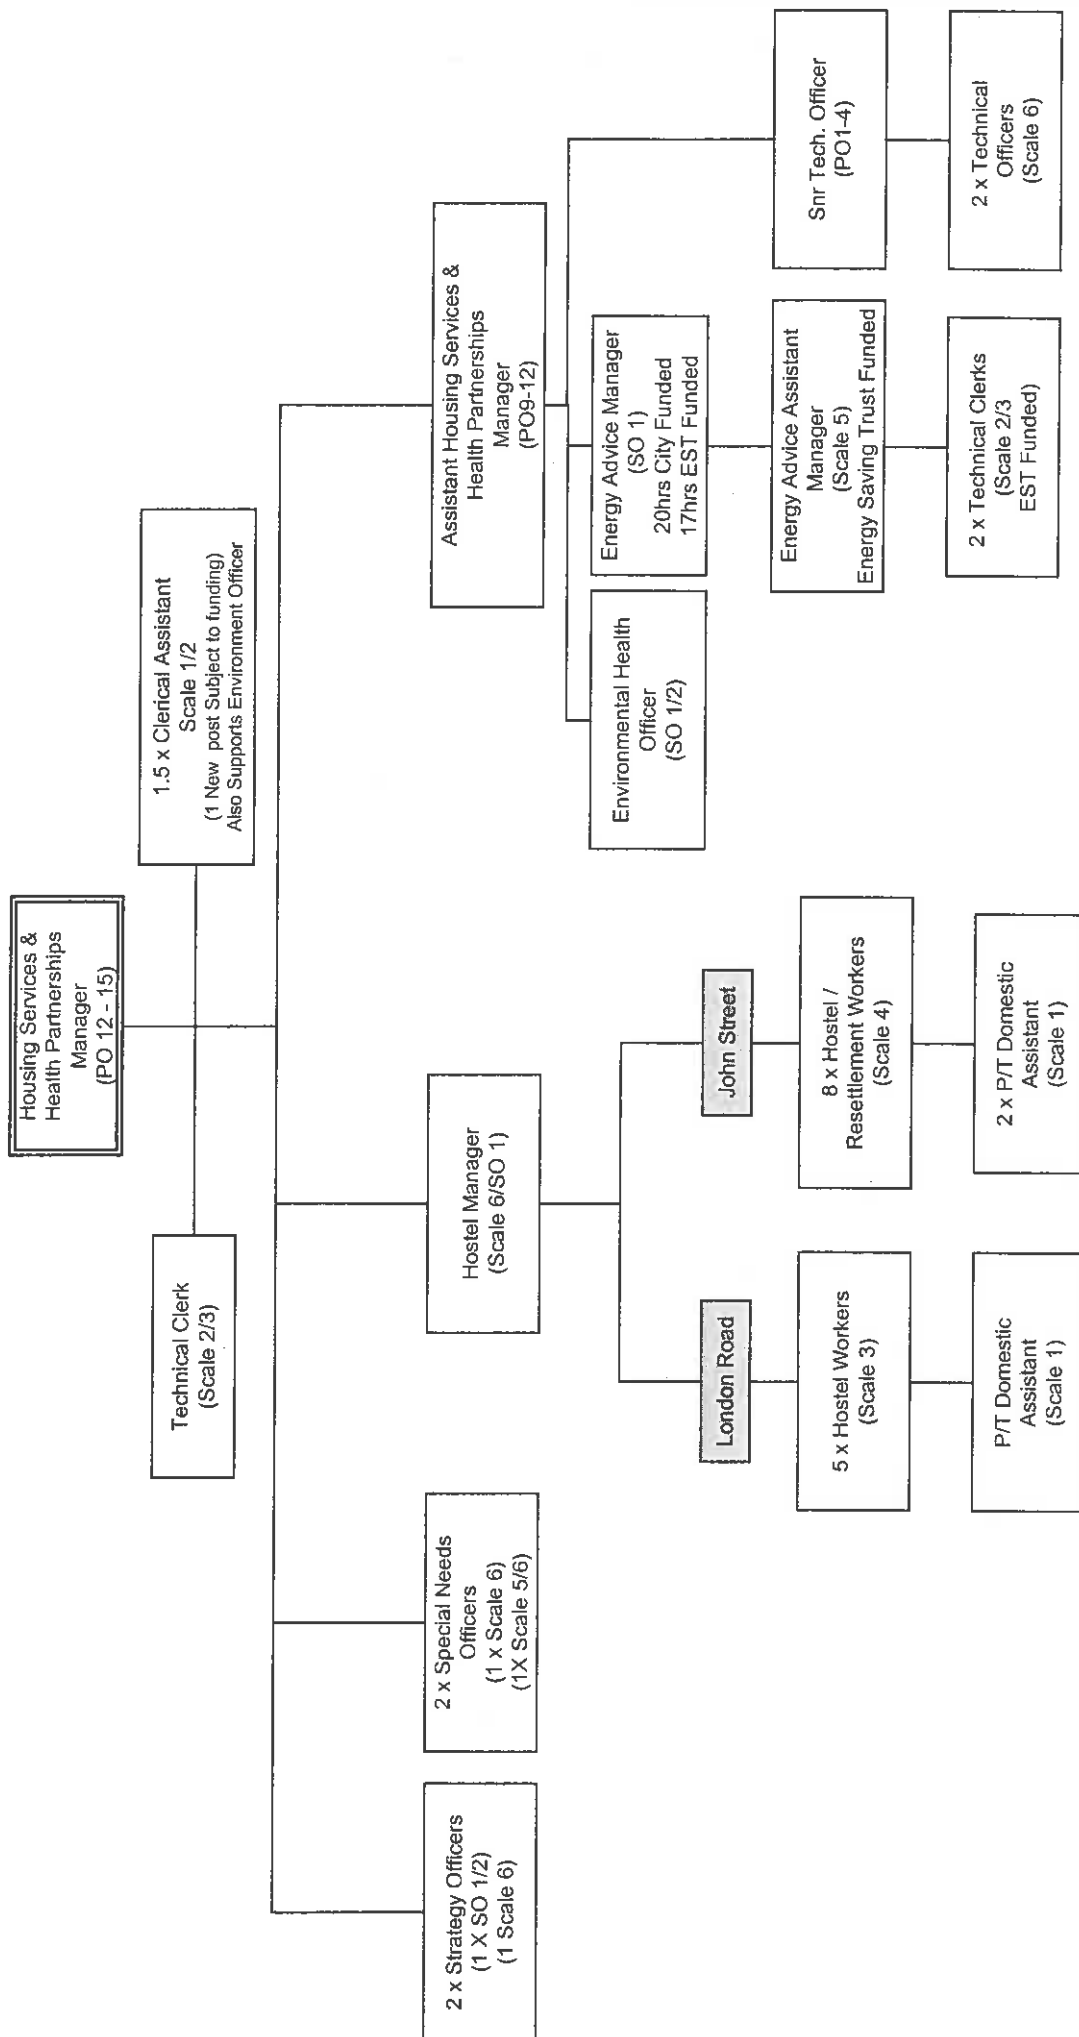 Housing Services &
Health Partnerships
Manager
(PO 12 - 15)
Technical Clerk
(Scale 2/3)
1.5 x Clerical Assistant
Scale 1/2
(1 New post Subject to funding)
Also Supports Environment Officer
2 x Strategy Officers
(1 X SO 1/2)
(1 Scale 6)
2 x Special Needs
Officers
(1 x Scale 6)
(1X Scale 5/6)
Hostel Manager
(Scale 6/SO 1)
Assistant Housing Services &
Health Partnerships
Manager
(PO9-12)
London Road
5 x Hostel Workers
(Scale 3)
P/T Domestic
Assistant
(Scale 1)
John Street
8 x Hostel /
Resettlement Workers
(Scale 4)
2 x P/T Domestic
Assistant
(Scale 1)
Environmental Health
Officer
(SO 1/2)
Energy Advice Manager
(SO 1)
20hrs City Funded
17hrs EST Funded
Energy Advice Assistant
Manager
(Scale 5)
Energy Saving Trust Funded
2 x Technical Clerks
(Scale 2/3
EST Funded)
Snr Tech. Officer
(PO1-4)
2 x Technical
Officers
(Scale 6)